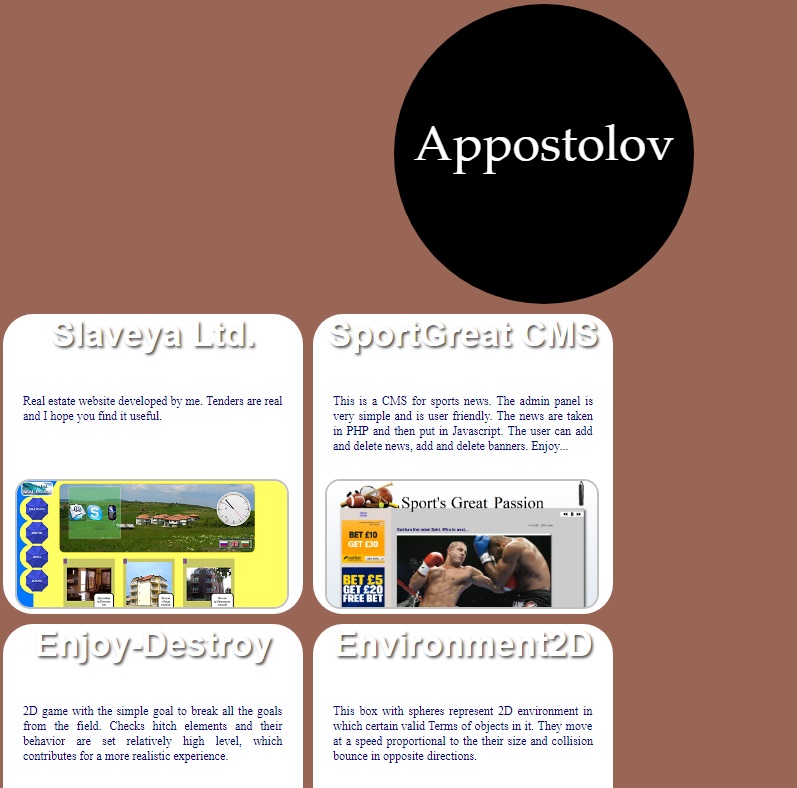 Appostolov
Slaveya Ltd.
Real estate website developed by me. Tenders are real
and I hope you find it useful.
SportGreat CMS
This is a CMS for sports news. The admin panel is
very simple and is user friendly. The news are taken
in PHP and then put in Javascript. The user can add
and delete news, add and delete banners. Enjoy...
Sport's Great Passion
BET £10
GET £30
BET £5
GET £20
FREE BET
Enjoy-Destroy
2D game with the simple goal to break all the goals
from the field. Checks hitch elements and their
behavior are set relatively high level, which
contributes for a more realistic experience.
Environment2D
This box with spheres represent 2D environment in
which certain valid Terms of objects in it. They move
at a speed proportional to the their size and collision
bounce in opposite directions.